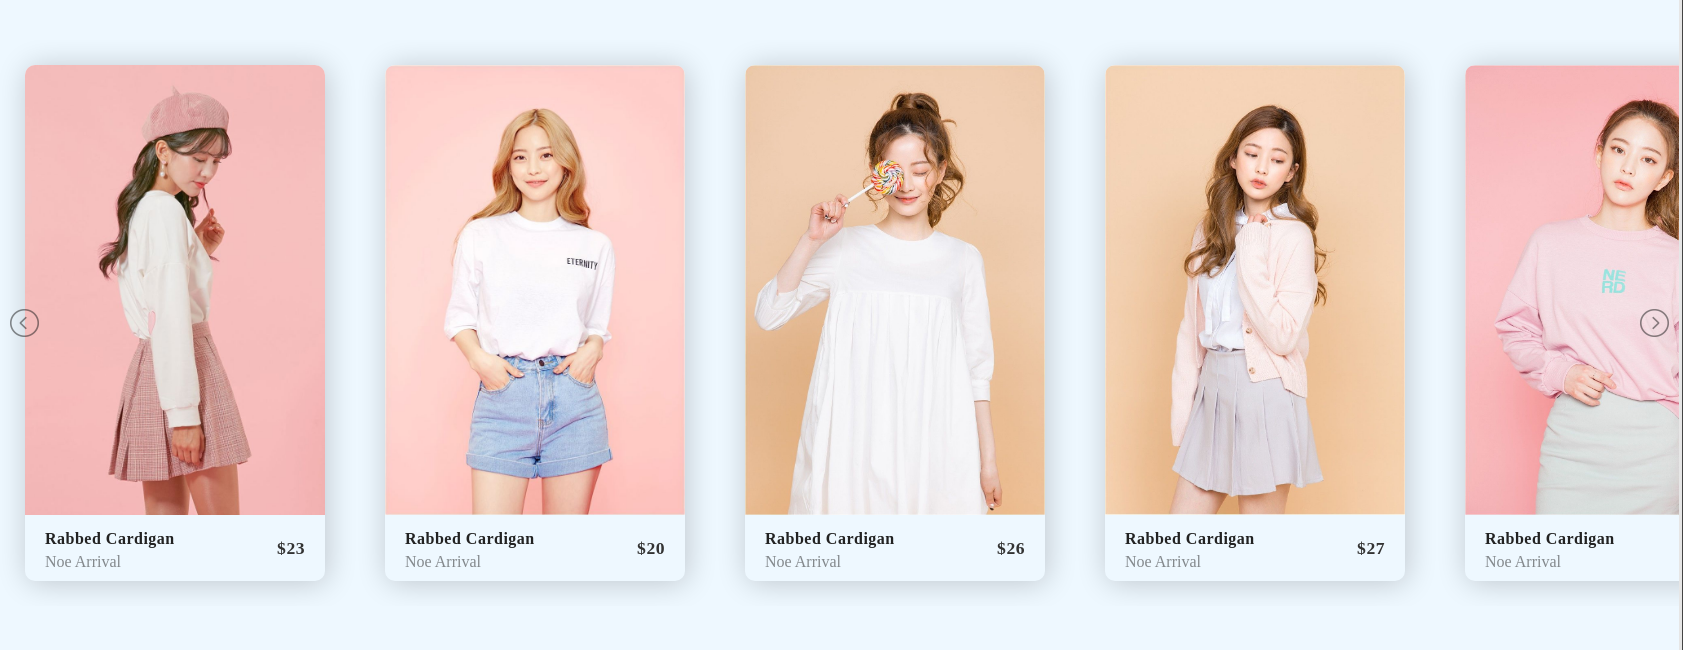 ETERNITY
NE
RD
Rabbed Cardigan
Noe Arrival
$23
Rabbed Cardigan
Noe Arrival
$20
Rabbed Cardigan
Noe Arrival
$26
Rabbed Cardigan
Noe Arrival
$27
Rabbed Cardigan
Noe Arrival